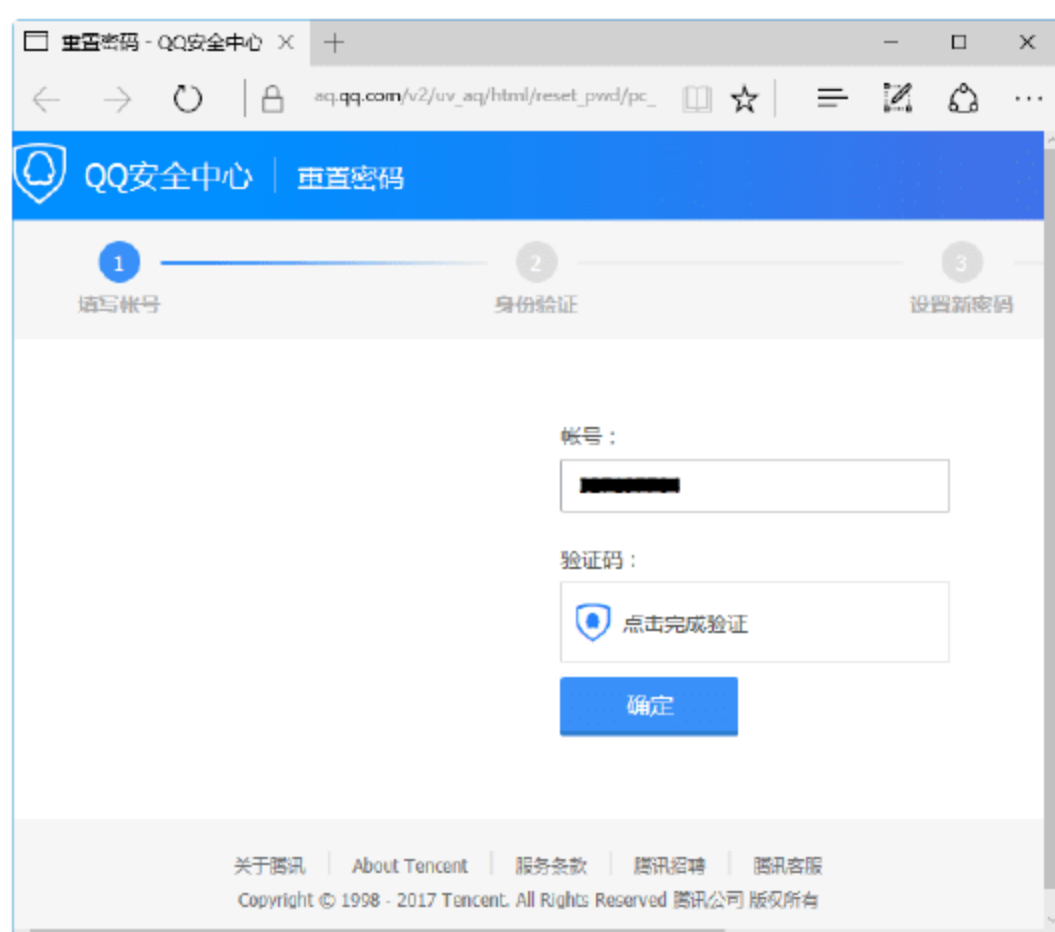 重置密码 - QQ安全中心
aq.qq.com/v2/uv_aq/html/reset_pwd/pc_
QQ安全中心 重置密码
1 2 3
填写帐号 身份验证 设置新密码
帐号：
验证码：
点击完成验证
确定
关于腾讯 About Tencent 服务条款 腾讯招聘 腾讯客服
Copyright © 1998 - 2017 Tencent. All Rights Reserved 腾讯公司 版权所有